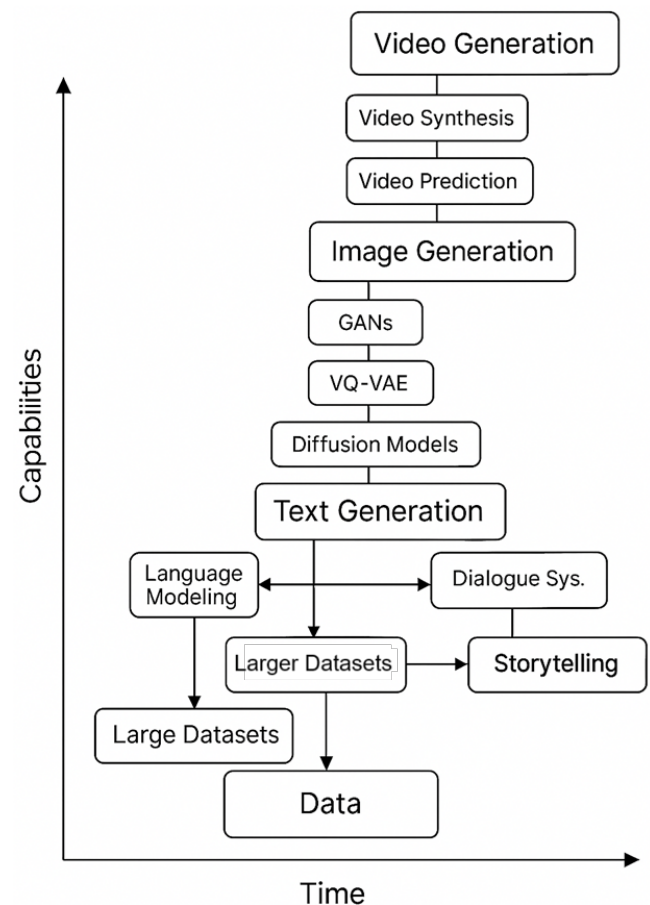 Video Generation
Video Synthesis
Video Prediction
Image Generation
GANs
VQ-VAE
Diffusion Models
Text Generation
Language
Modeling
Dialogue Sys.
Larger Datasets
Storytelling
Large Datasets
Data
Capabiiities
Time